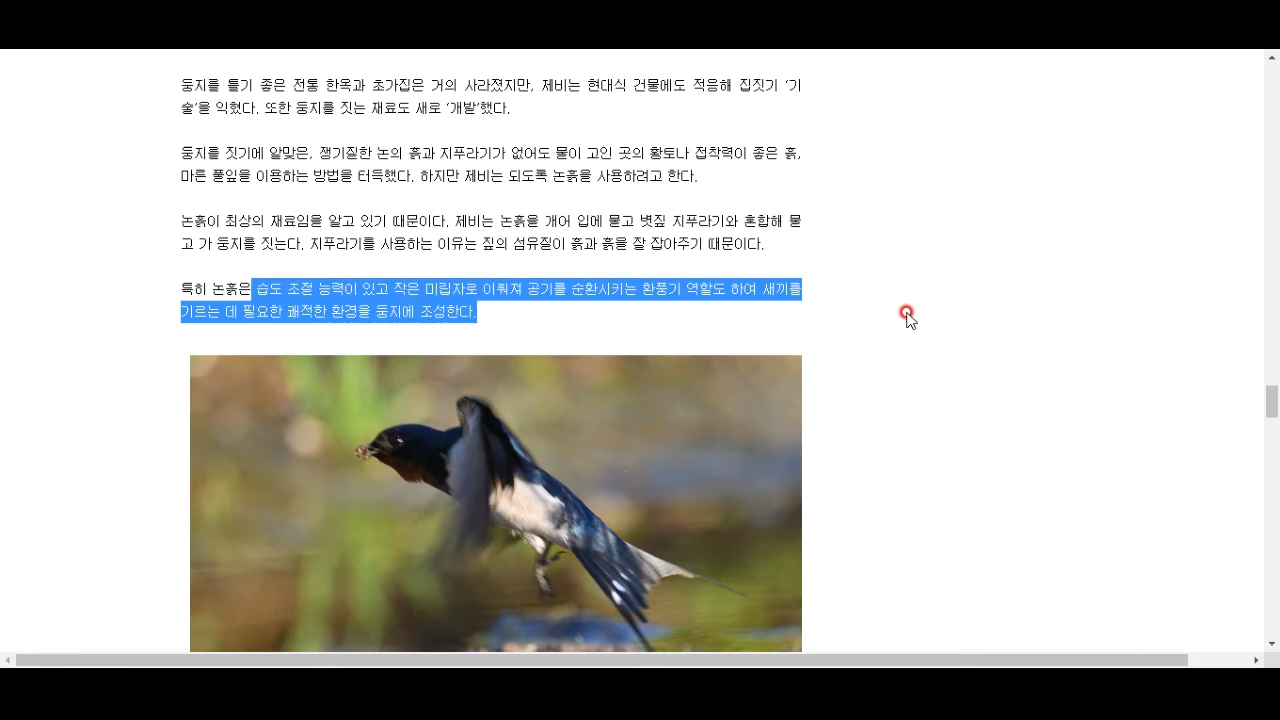 둥지를 틀기 좋은 전통 한옥과 초가집은 거의 사라졌지만, 제비는 현대식 건물에도 적응해 집짓기 ‘기
술’을 익혔다. 또한 둥지를 짓는 재료도 새로 ‘개발’했다.
둥지를 짓기에 알맞은, 쟁기질한 논의 흙과 지푸라기가 없어도 물이 고인 곳의 황토나 접착력이 좋은 흙,
마른 풀잎을 이용하는 방법을 터득했다. 하지만 제비는 되도록 논흙을 사용하려고 한다.
논흙이 최상의 재료임을 알고 있기 때문이다. 제비는 논흙을 개어 입에 물고 볏짚 지푸라기와 혼합해 물
고 가 둥지를 짓는다. 지푸라기를 사용하는 이유는 짚의 섬유질이 흙과 흙을 잘 잡아주기 때문이다.
특히 논흙은 습도 조절 능력이 있고 작은 미립자로 이뤄져 공기를 순환시키는 환풍기 역할도 하여 새끼를
기르는 데 필요한 쾌적한 환경을 둥지에 조성한다.